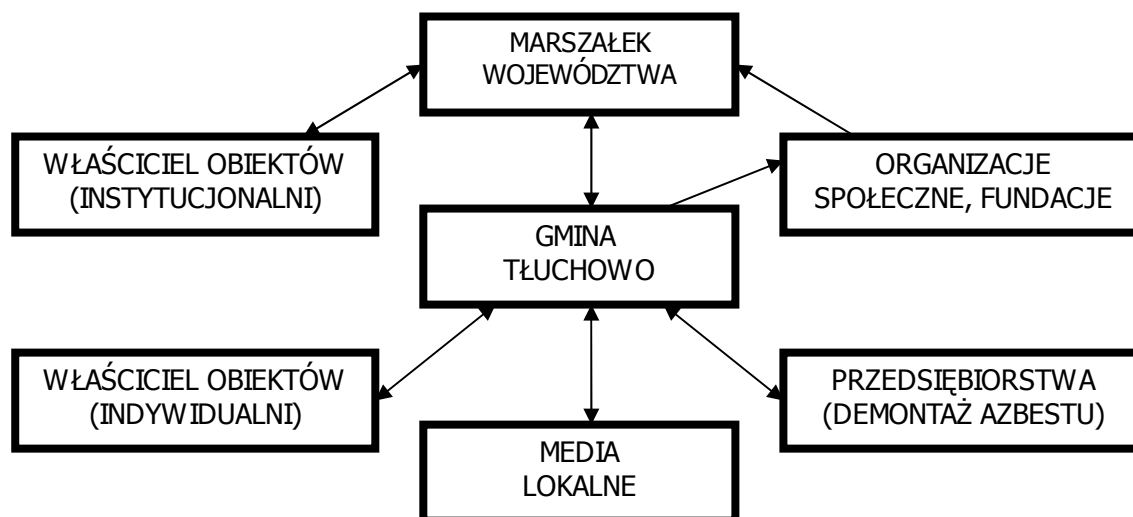 MARSZAŁEK
WOJEWÓDZTWA
WŁAŚCICIEL OBIEKTÓW
(INSTYTUCJONALNI)
ORGANIZACJE
SPOŁECZNE, FUNDACJE
GMINA
TŁUCHOWO
WŁAŚCICIEL OBIEKTÓW
(INDYWIDUALNI)
PRZEDSIĘBIORSTWA
(DEMONTAŻ AZBESTU)
MEDIA
LOKALNE